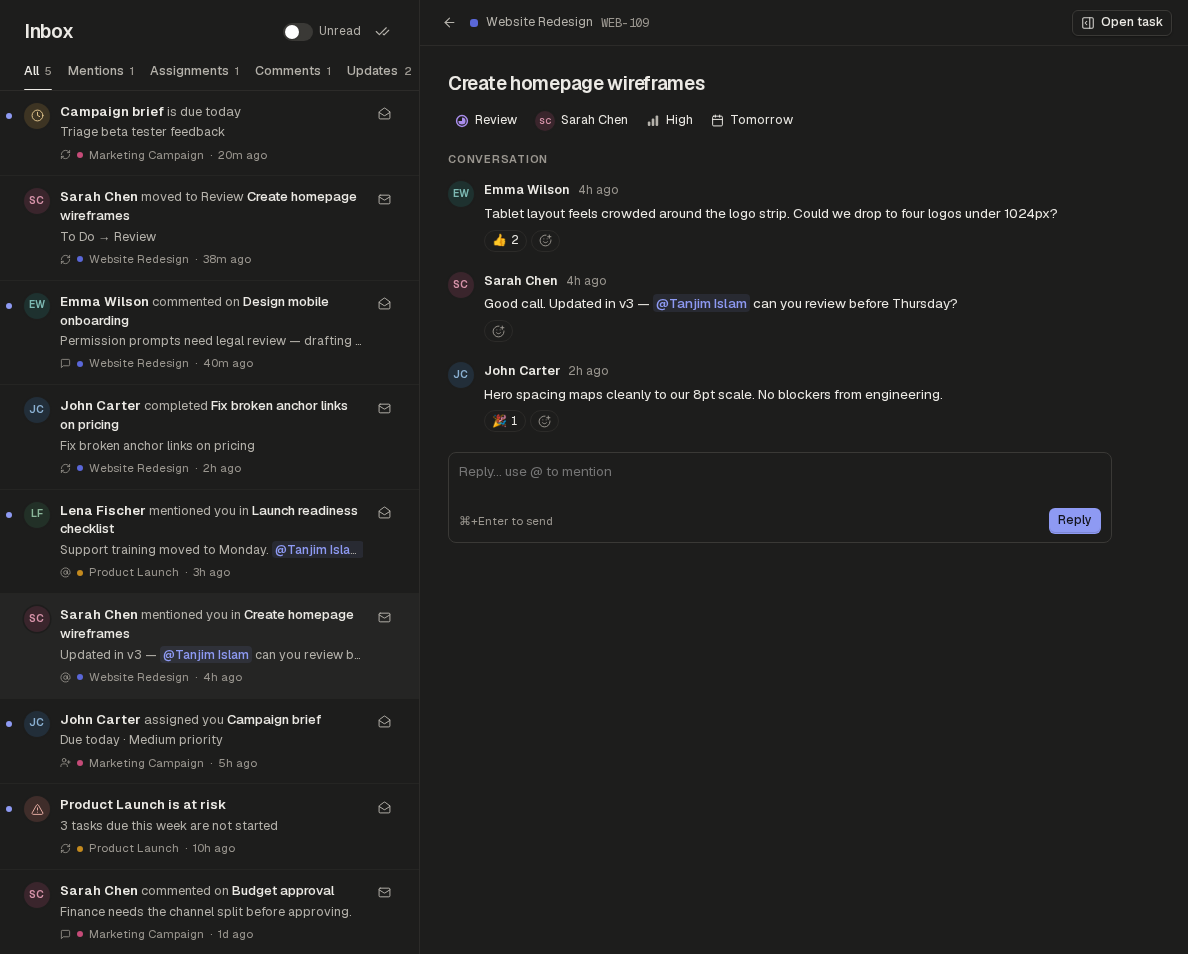 Inbox
Unread
All 5 Mentions 1 Assignments 1 Comments 1 Updates 2
Campaign brief is due today
Triage beta tester feedback
Marketing Campaign · 20m ago
SC
Sarah Chen moved to Review Create homepage
wireframes
To Do → Review
Website Redesign · 38m ago
EW
Emma Wilson commented on Design mobile
onboarding
Permission prompts need legal review — drafting ...
Website Redesign · 40m ago
JC
John Carter completed Fix broken anchor links
on pricing
Fix broken anchor links on pricing
Website Redesign · 2h ago
LF
Lena Fischer mentioned you in Launch readiness
checklist
Support training moved to Monday. @Tanjim Isla...
Product Launch · 3h ago
SC
Sarah Chen mentioned you in Create homepage
wireframes
Updated in v3 — @Tanjim Islam can you review b...
Website Redesign · 4h ago
JC
John Carter assigned you Campaign brief
Due today · Medium priority
Marketing Campaign · 5h ago
Product Launch is at risk
3 tasks due this week are not started
Product Launch · 10h ago
SC
Sarah Chen commented on Budget approval
Finance needs the channel split before approving.
Marketing Campaign · 1d ago
Website Redesign WEB-109
Open task
Create homepage wireframes
Review SC Sarah Chen High Tomorrow
CONVERSATION
EW
Emma Wilson 4h ago
Tablet layout feels crowded around the logo strip. Could we drop to four logos under 1024px?
👍 2
SC
Sarah Chen 4h ago
Good call. Updated in v3 — @Tanjim Islam can you review before Thursday?
JC
John Carter 2h ago
Hero spacing maps cleanly to our 8pt scale. No blockers from engineering.
🎉 1
Reply... use @ to mention
⌘+Enter to send
Reply